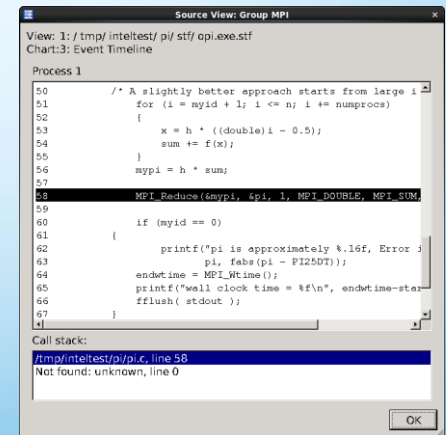 Source View: Group MPI
View: 1: / tmp/ inteltest/ pi/ stf/ opi.exe.stf
Chart:3: Event Timeline
Process 1
50 /* A slightly better approach starts from large i
51 for (i = myid + 1; i <= n; i += numprocs)
52 {
53 x = h * ((double)i - 0.5);
54 sum += f(x);
55 }
56 mypi = h * sum;
57
58 MPI_Reduce(&mypi, &pi, 1, MPI_DOUBLE, MPI_SUM,
59
60 if (myid == 0)
61 {
62 printf("pi is approximately %.16f, Error i
63 pi, fabs(pi - PI25DT));
64 endwtime = MPI_Wtime();
65 printf("wall clock time = %f\n", endwtime-star
66 fflush( stdout );
67 }
Call stack:
/tmp/inteltest/pi/pi.c, line 58
Not found: unknown, line 0
OK